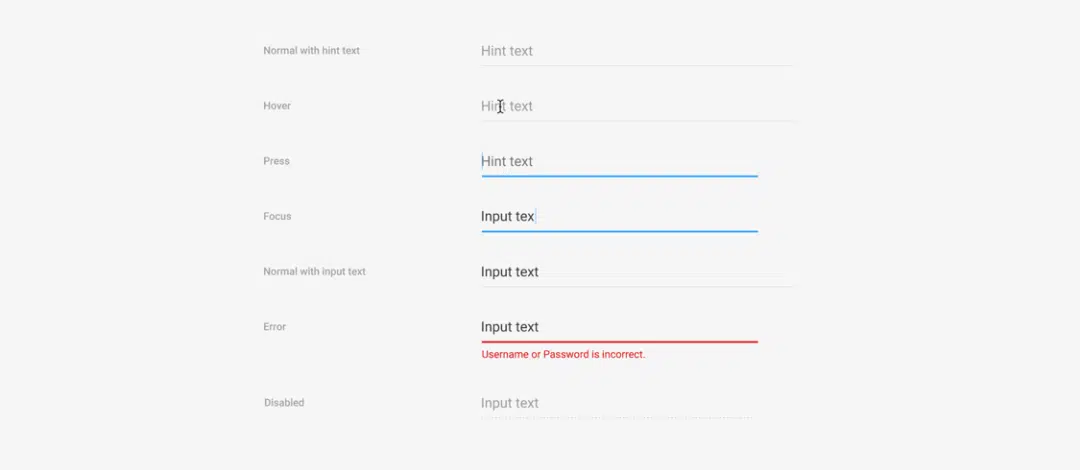 Normal with hint text Hint text
Hover Hint text
Press Hint text
Focus Input tex
Normal with input text Input text
Error Input text
Username or Password is incorrect.
Disabled Input text